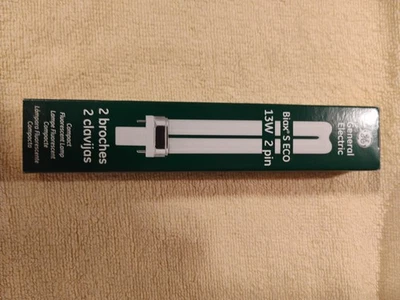 General
Electric
Biax® S ECO
13W 2 pin
2 broches
2 clavijas
Compact
Fluorescent Lamp
Lampe Fluorescent
Compacte
Lámpara Fluorescente
Compacta